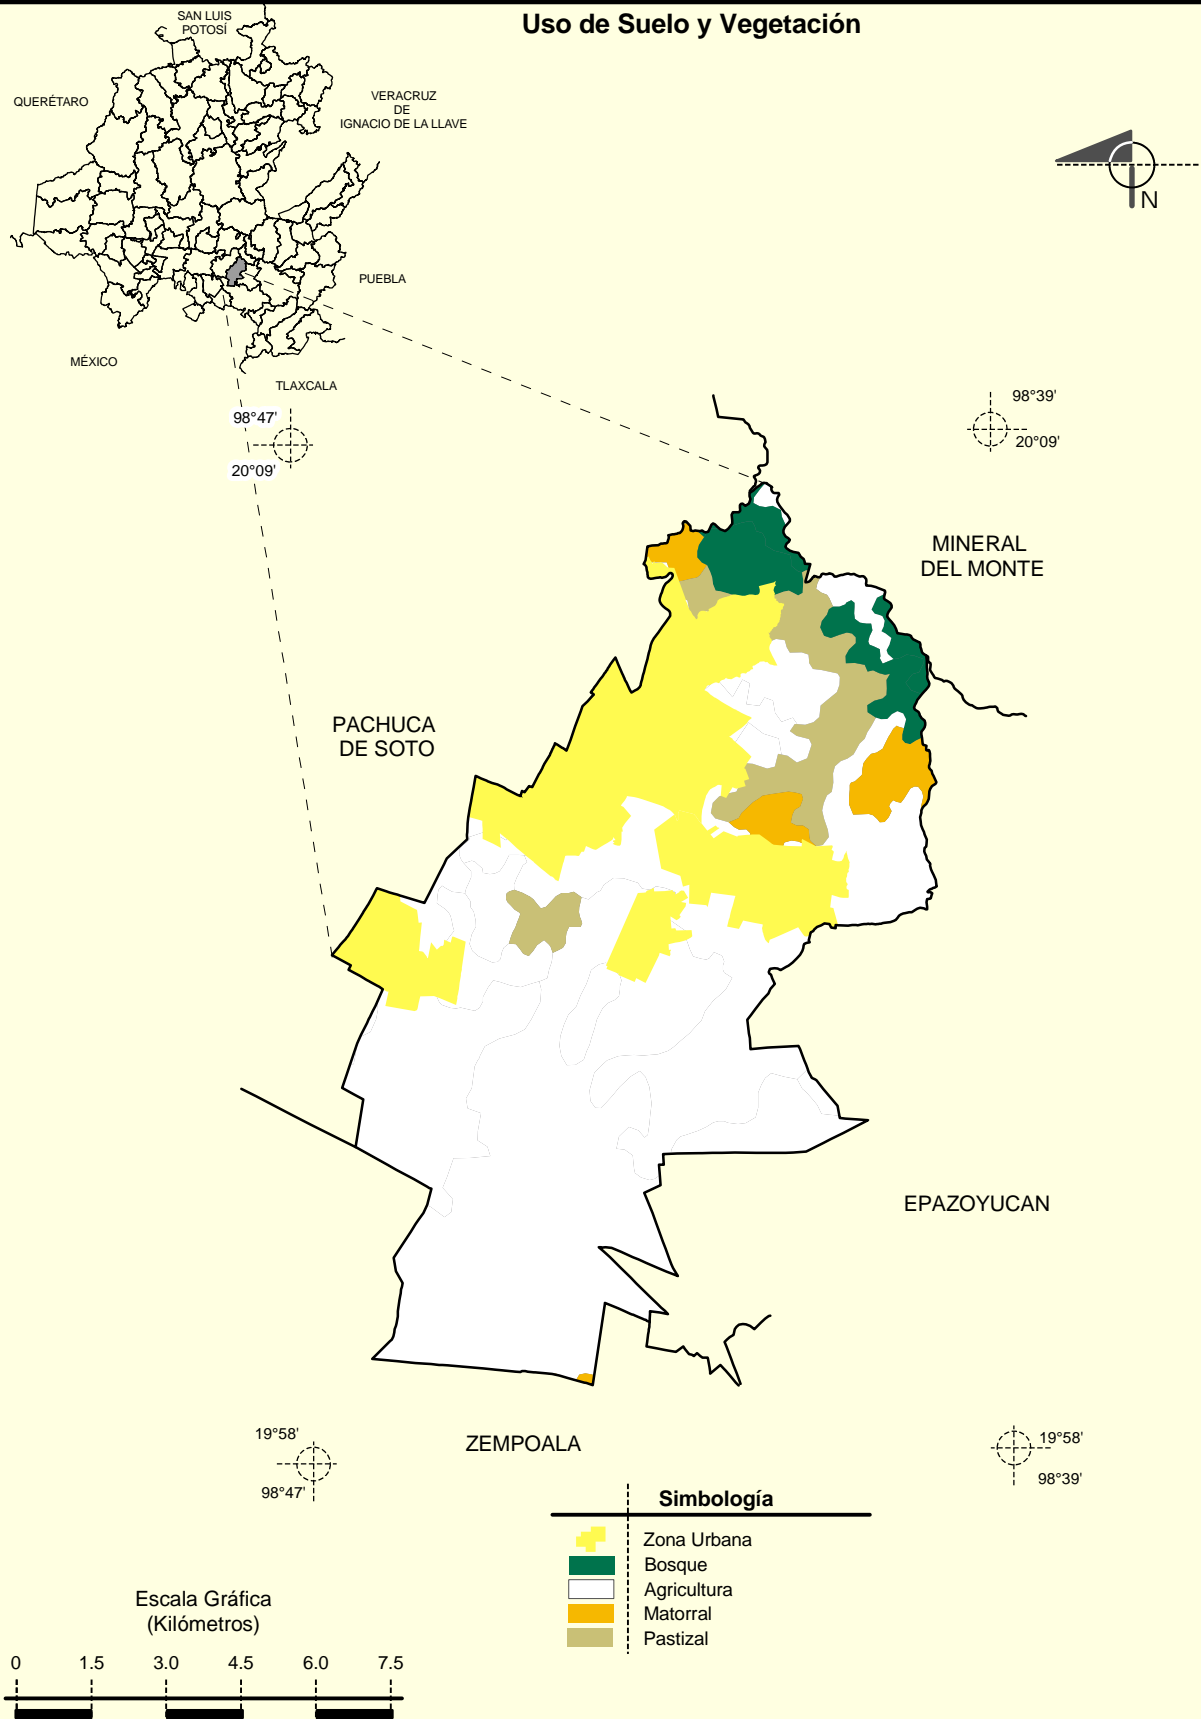 Uso de Suelo y Vegetación
SAN LUIS
POTOSÍ
QUERÉTARO
VERACRUZ
DE
IGNACIO DE LA LLAVE
N
PUEBLA
MÉXICO
TLAXCALA
98°47'
20°09'
98°39'
20°09'
MINERAL
DEL MONTE
PACHUCA
DE SOTO
EPAZOYUCAN
ZEMPOALA
19°58'
98°47'
19°58'
98°39'
Simbología
Zona Urbana
Bosque
Agricultura
Matorral
Pastizal
Escala Gráfica
(Kilómetros)
0 1.5 3.0 4.5 6.0 7.5